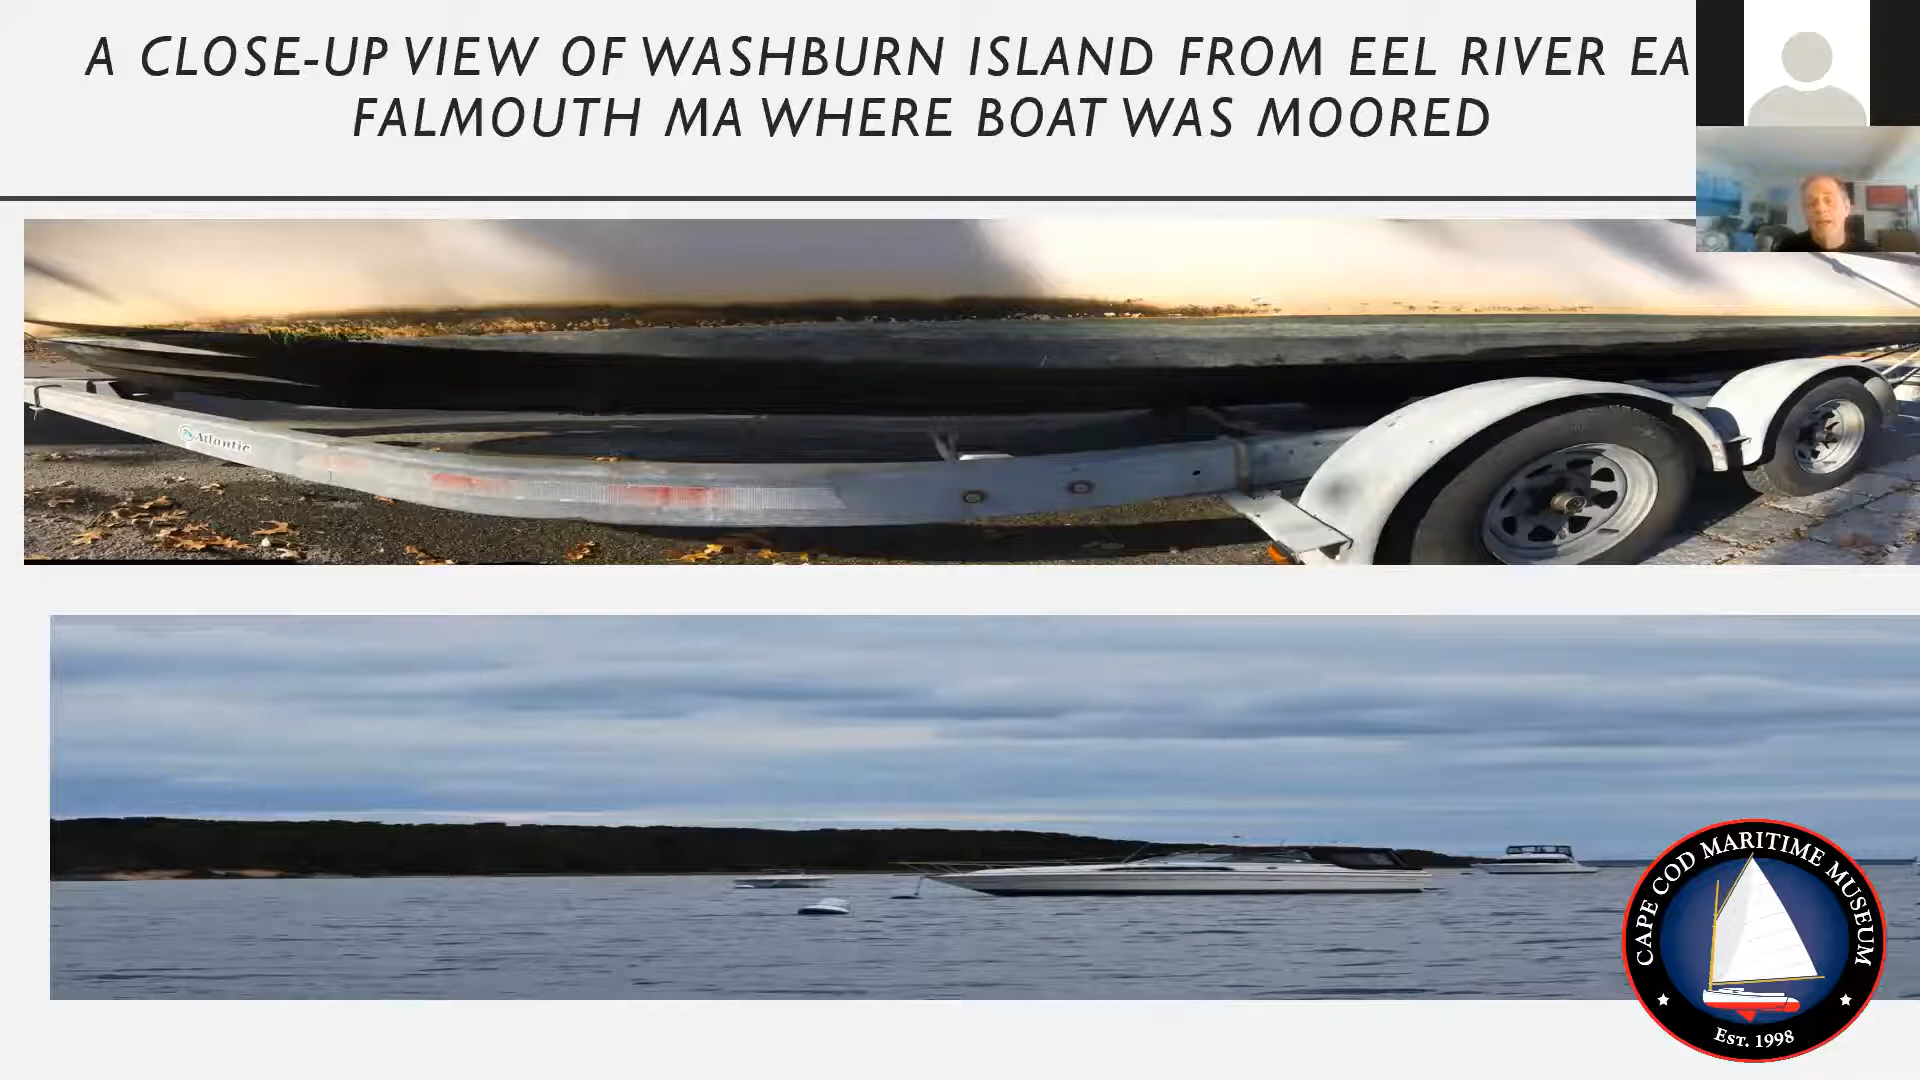 A CLOSE-UP VIEW OF WASHBURN ISLAND FROM EEL RIVER EA
FALMOUTH MA WHERE BOAT WAS MOORED
Atlantic
CAPE COD MARITIME MUSEUM
EST. 1998